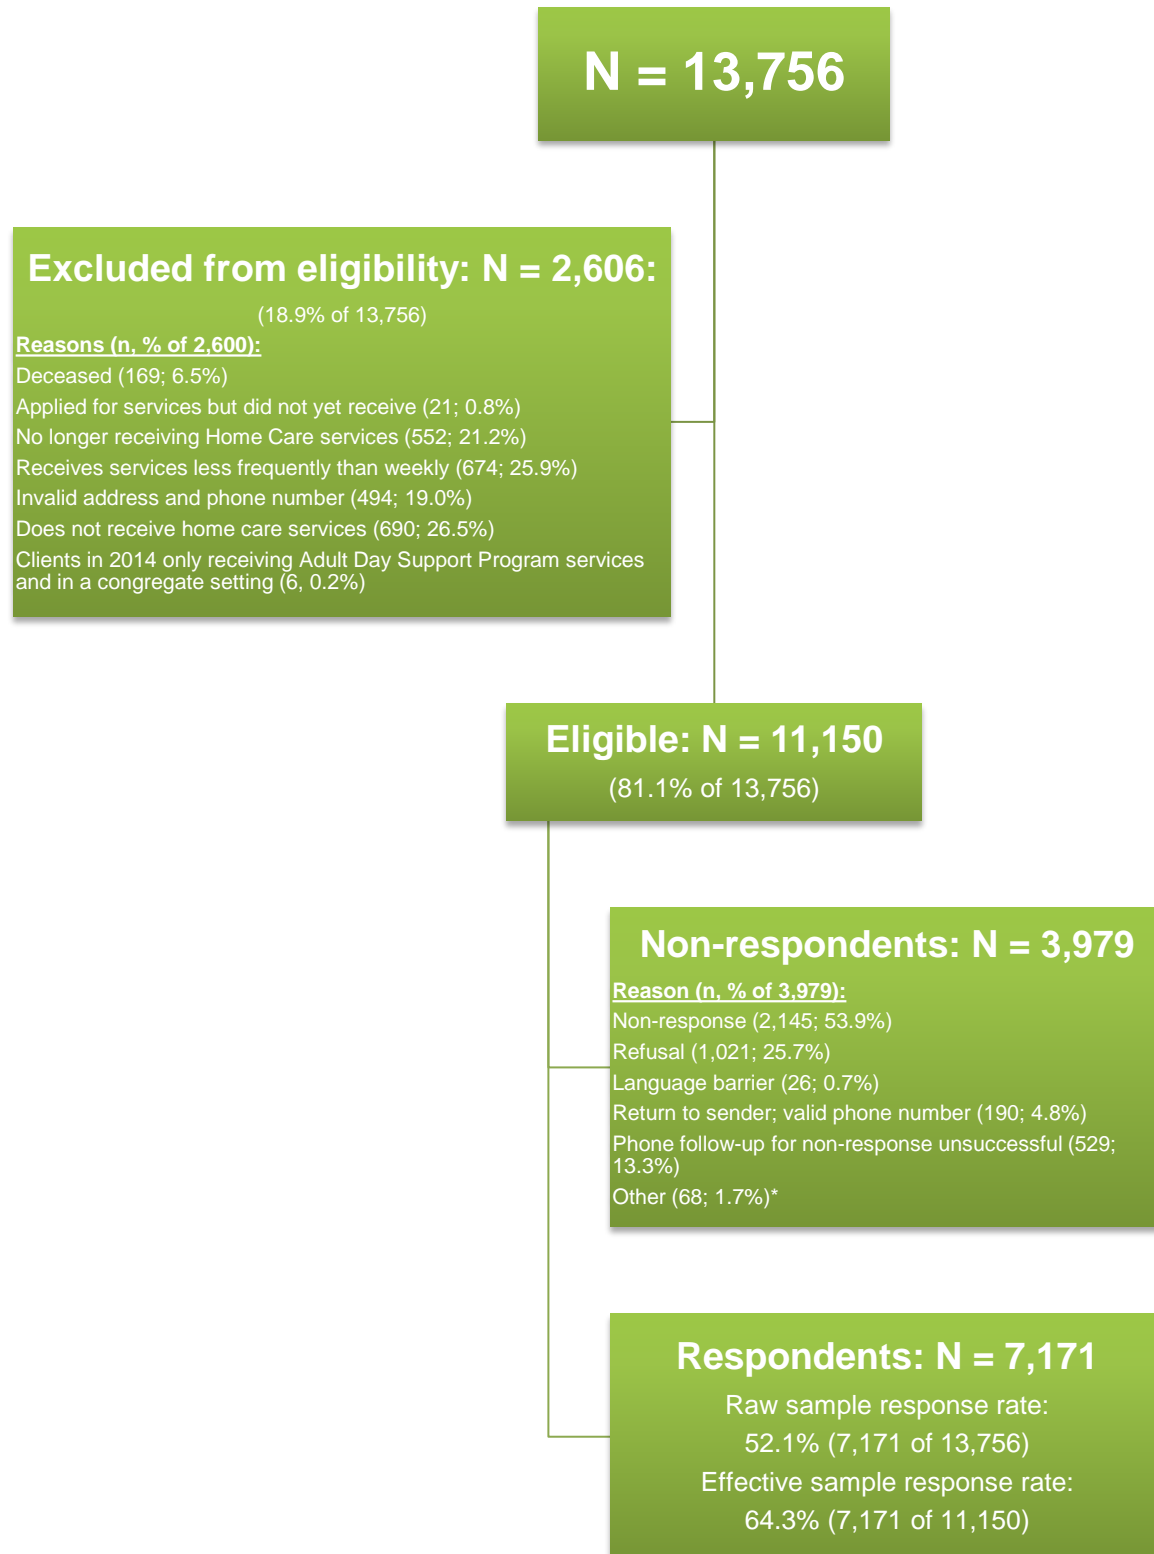 N = 13,756
Excluded from eligibility: N = 2,606:
(18.9% of 13,756)
Reasons (n, % of 2,600):
Deceased (169; 6.5%)
Applied for services but did not yet receive (21; 0.8%)
No longer receiving Home Care services (552; 21.2%)
Receives services less frequently than weekly (674; 25.9%)
Invalid address and phone number (494; 19.0%)
Does not receive home care services (690; 26.5%)
Clients in 2014 only receiving Adult Day Support Program services
and in a congregate setting (6, 0.2%)
Eligible: N = 11,150
(81.1% of 13,756)
Non-respondents: N = 3,979
Reason (n, % of 3,979):
Non-response (2,145; 53.9%)
Refusal (1,021; 25.7%)
Language barrier (26; 0.7%)
Return to sender; valid phone number (190; 4.8%)
Phone follow-up for non-response unsuccessful (529;
13.3%)
Other (68; 1.7%)*
Respondents: N = 7,171
Raw sample response rate:
52.1% (7,171 of 13,756)
Effective sample response rate:
64.3% (7,171 of 11,150)